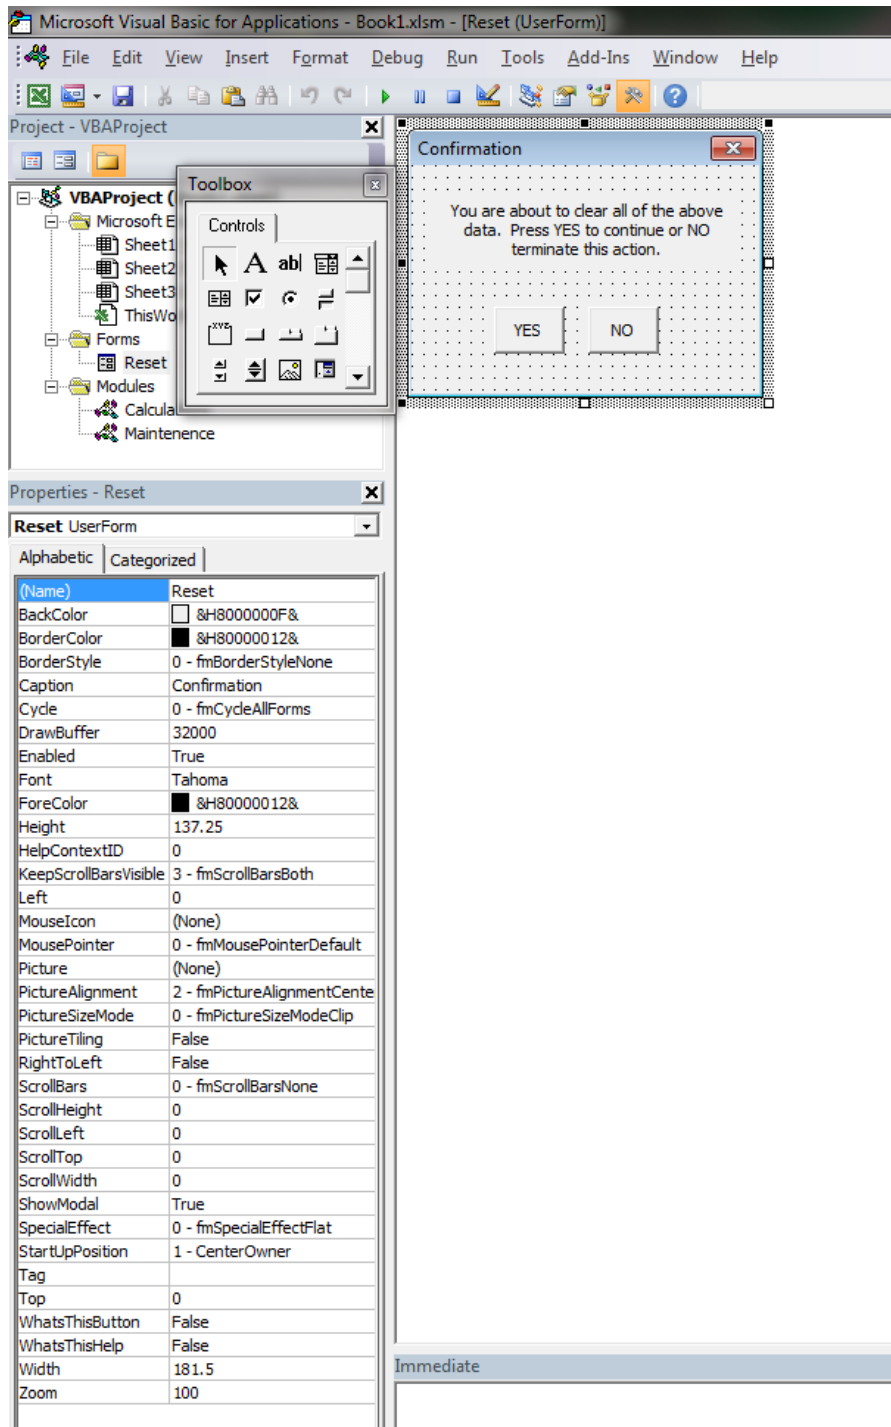 Microsoft Visual Basic for Applications - Book1.xlsm - [Reset (UserForm)]
File Edit View Insert Format Debug Run Tools Add-Ins Window Help
Project - VBAProject
VBAProject (
Microsoft E
Sheet1
Sheet2
Sheet3
ThisWo
Forms
Reset
Modules
Calcula
Maintenence
Toolbox
Controls
A abl
xyz
Confirmation
You are about to clear all of the above
data. Press YES to continue or NO
terminate this action.
YES NO
Properties - Reset
Reset UserForm
Alphabetic Categorized
(Name) Reset
BackColor &H8000000F&
BorderColor &H80000012&
BorderStyle 0 - fmBorderStyleNone
Caption Confirmation
Cycle 0 - fmCycleAllForms
DrawBuffer 32000
Enabled True
Font Tahoma
ForeColor &H80000012&
Height 137.25
HelpContextID 0
KeepScrollBarsVisible 3 - fmScrollBarsBoth
Left 0
MouseIcon (None)
MousePointer 0 - fmMousePointerDefault
Picture (None)
PictureAlignment 2 - fmPictureAlignmentCente
PictureSizeMode 0 - fmPictureSizeModeClip
PictureTiling False
RightToLeft False
ScrollBars 0 - fmScrollBarsNone
ScrollHeight 0
ScrollLeft 0
ScrollTop 0
ScrollWidth 0
ShowModal True
SpecialEffect 0 - fmSpecialEffectFlat
StartUpPosition 1 - CenterOwner
Tag
Top 0
WhatsThisButton False
WhatsThisHelp False
Width 181.5
Zoom 100
Immediate